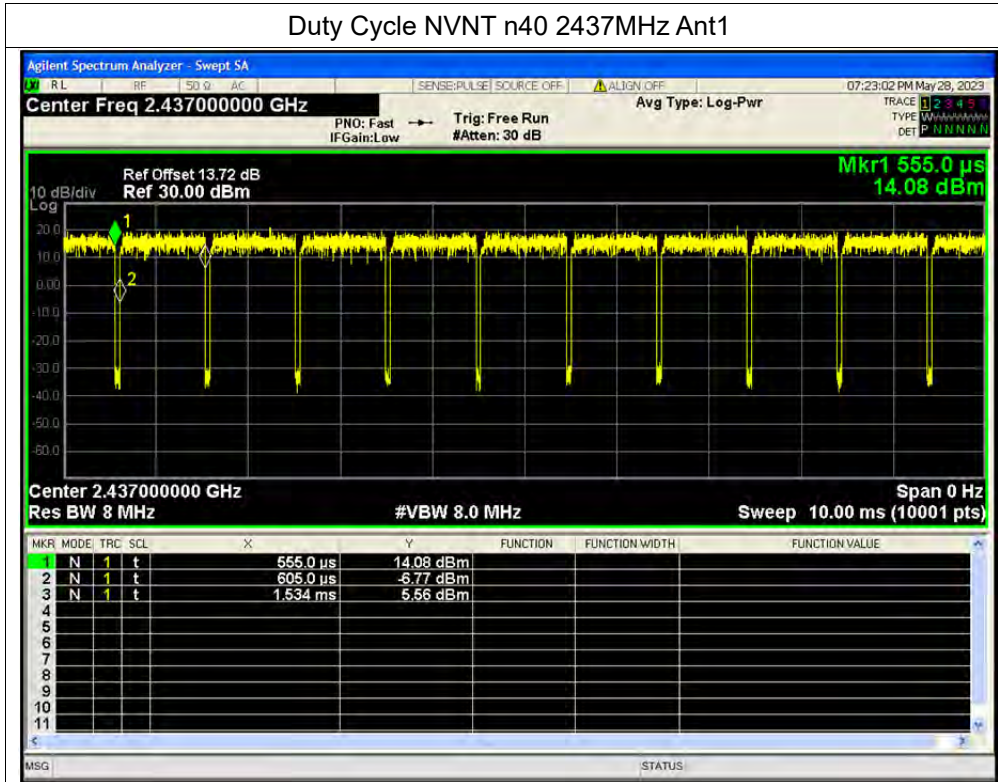 Duty Cycle NVNT n40 2437MHz Ant1
Agilent Spectrum Analyzer - Swept SA
RL RF 50 Ω AC SENSE:PULSE SOURCE OFF ALIGN OFF 07:23:02 PM May 28, 2023
Center Freq 2.437000000 GHz Avg Type: Log-Pwr TRACE 1 2 3 4 5
PNO: Fast Trig: Free Run TYPE
IFGain:Low #Atten: 30 dB DET P N N N N N
Mkr1 555.0 µs
14.08 dBm
Ref Offset 13.72 dB
10 dB/div Ref 30.00 dBm
Log
1
20.0
10.0
2
0.00
-10.0
-20.0
-30.0
-40.0
-50.0
-60.0
Center 2.437000000 GHz Span 0 Hz
Res BW 8 MHz #VBW 8.0 MHz Sweep 10.00 ms (10001 pts)
MKR MODE TRC SCL X Y FUNCTION FUNCTION WIDTH FUNCTION VALUE
1 N 1 t 555.0 µs 14.08 dBm
2 N 1 t 605.0 µs -6.77 dBm
3 N 1 t 1.534 ms 5.56 dBm
4
5
6
7
8
9
10
11
MSG STATUS